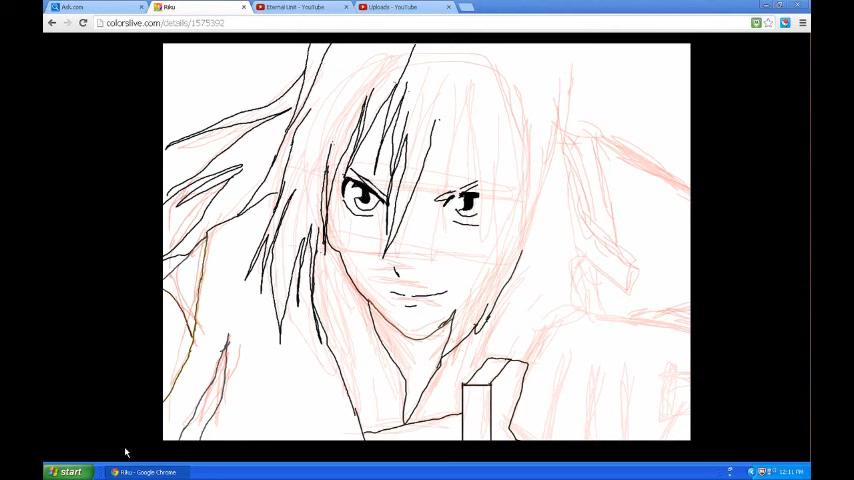 Ask.com
Riku
Eternal Unit - YouTube
Uploads - YouTube
colorslive.com/details/1575392
start
Riku - Google Chrome
12:11 PM